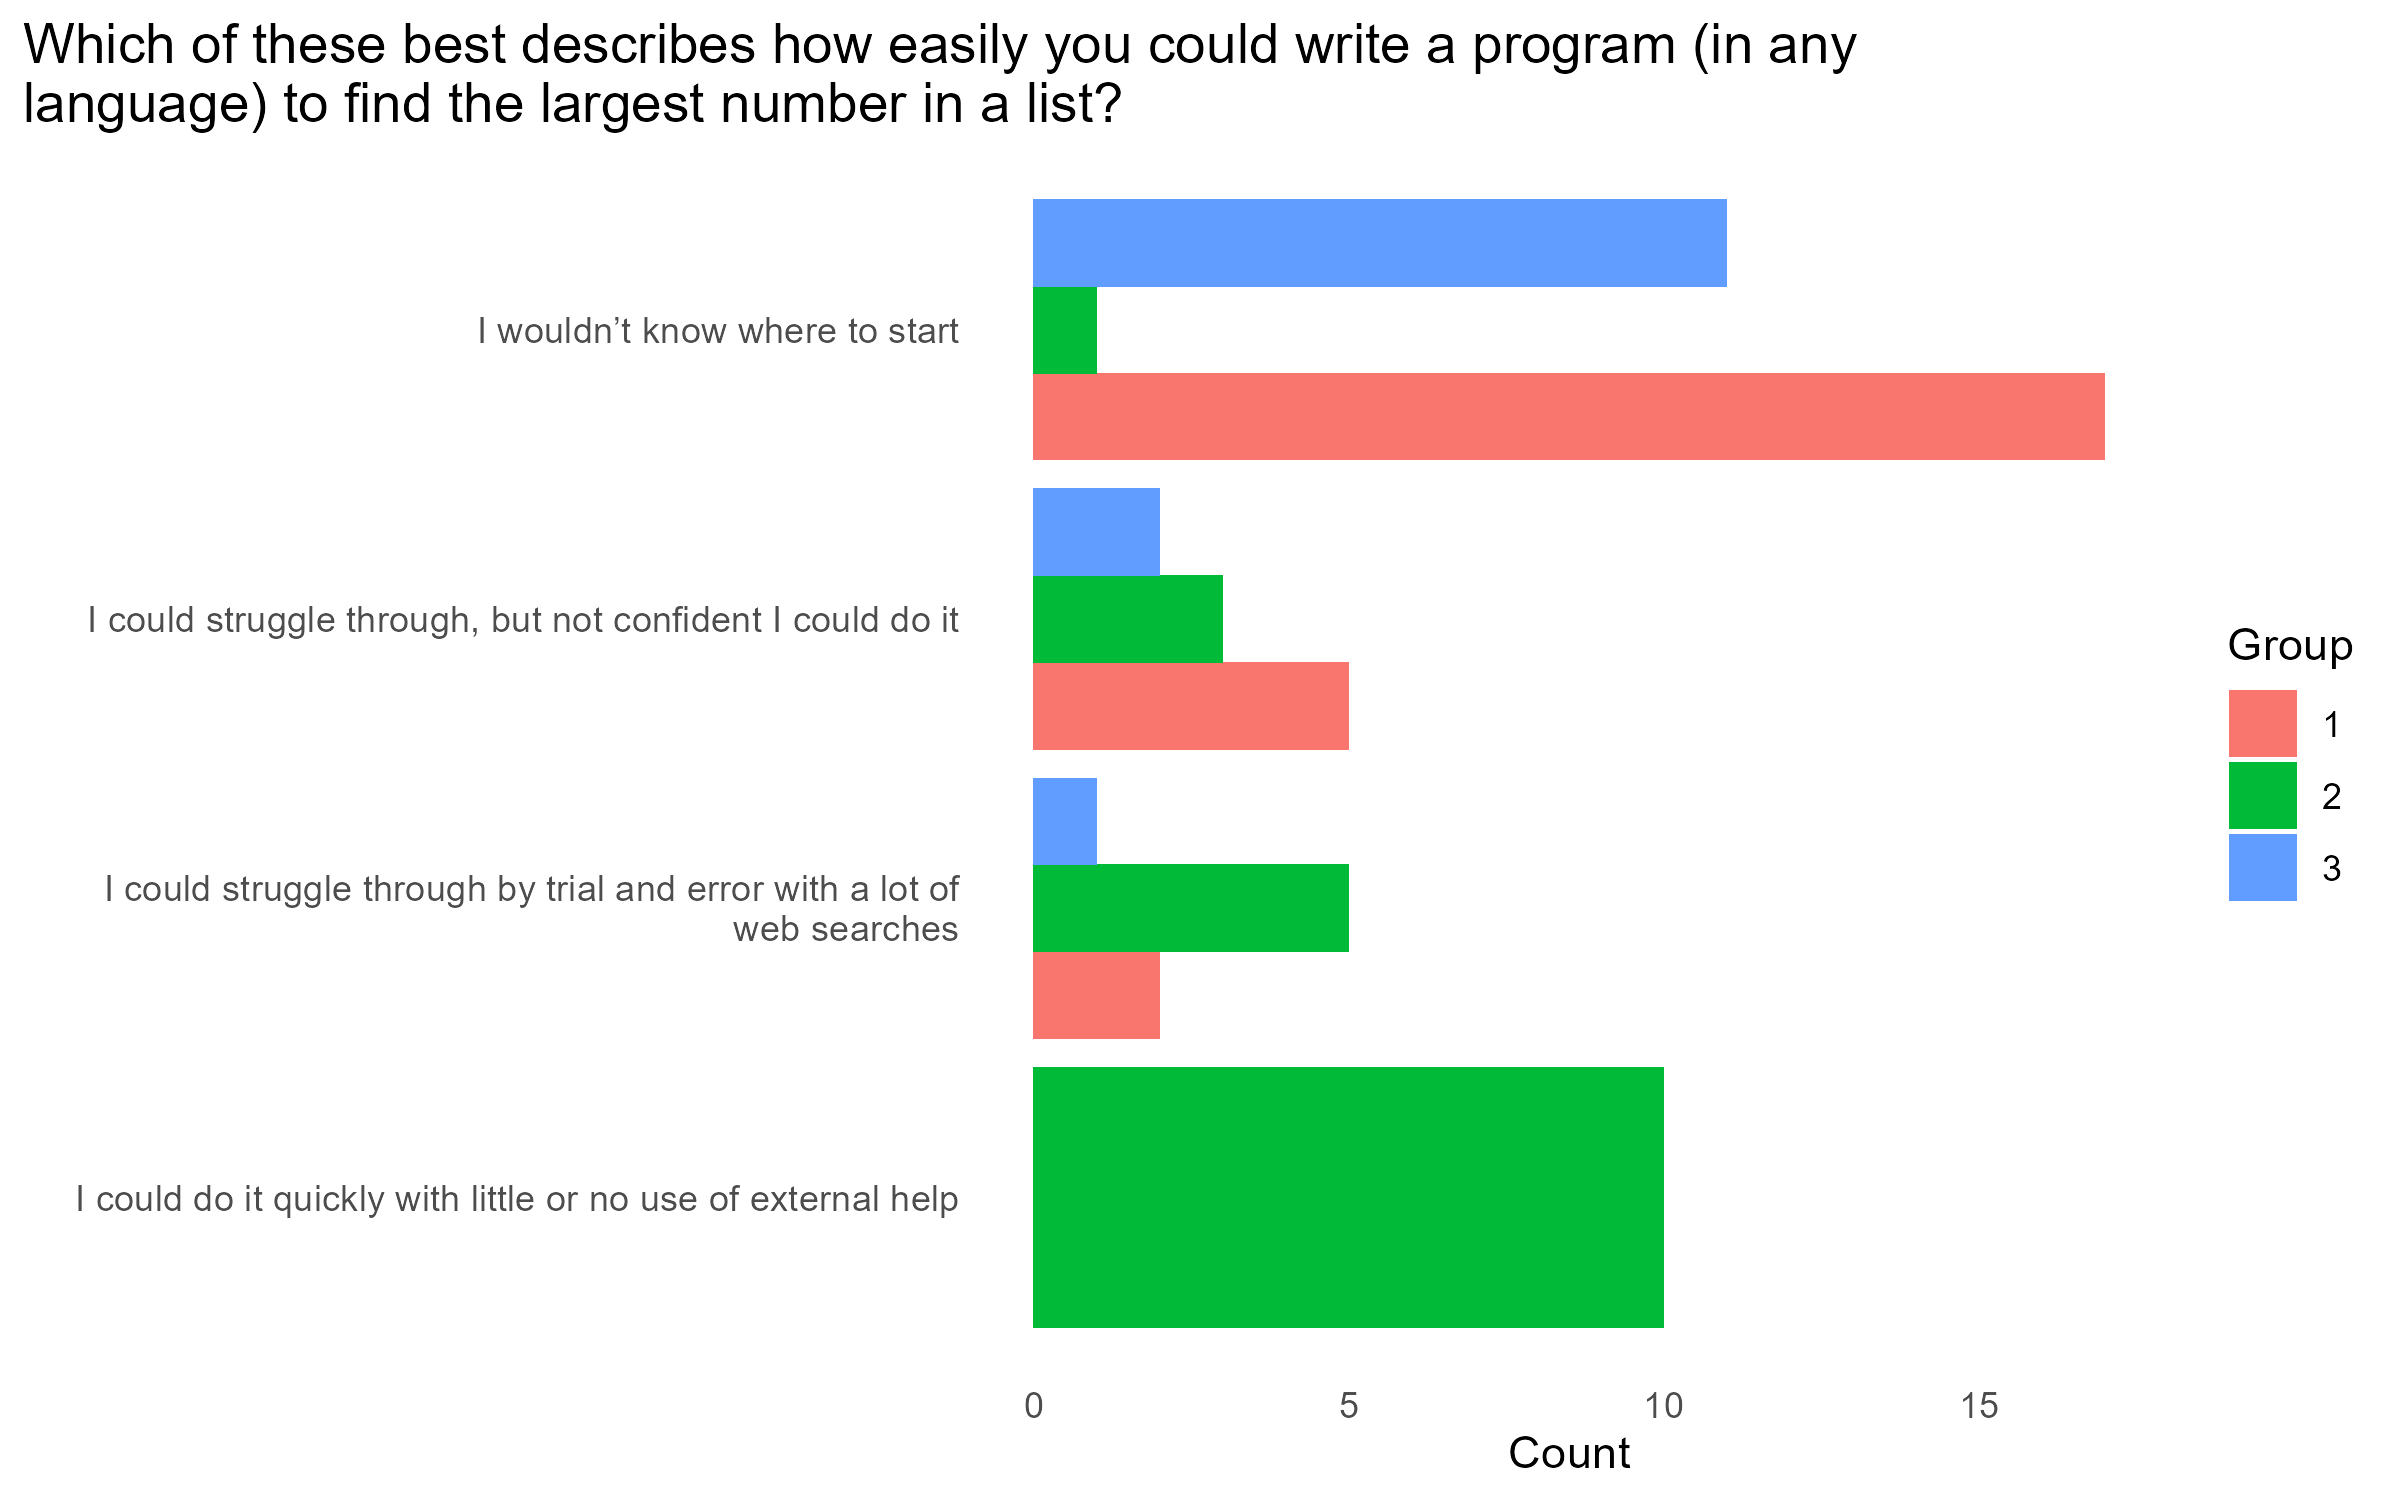 Which of these best describes how easily you could write a program (in any
language) to find the largest number in a list?
I wouldn’t know where to start
I could struggle through, but not confident I could do it
I could struggle through by trial and error with a lot of
web searches
I could do it quickly with little or no use of external help
0 5 10 15
Count
Group
1
2
3